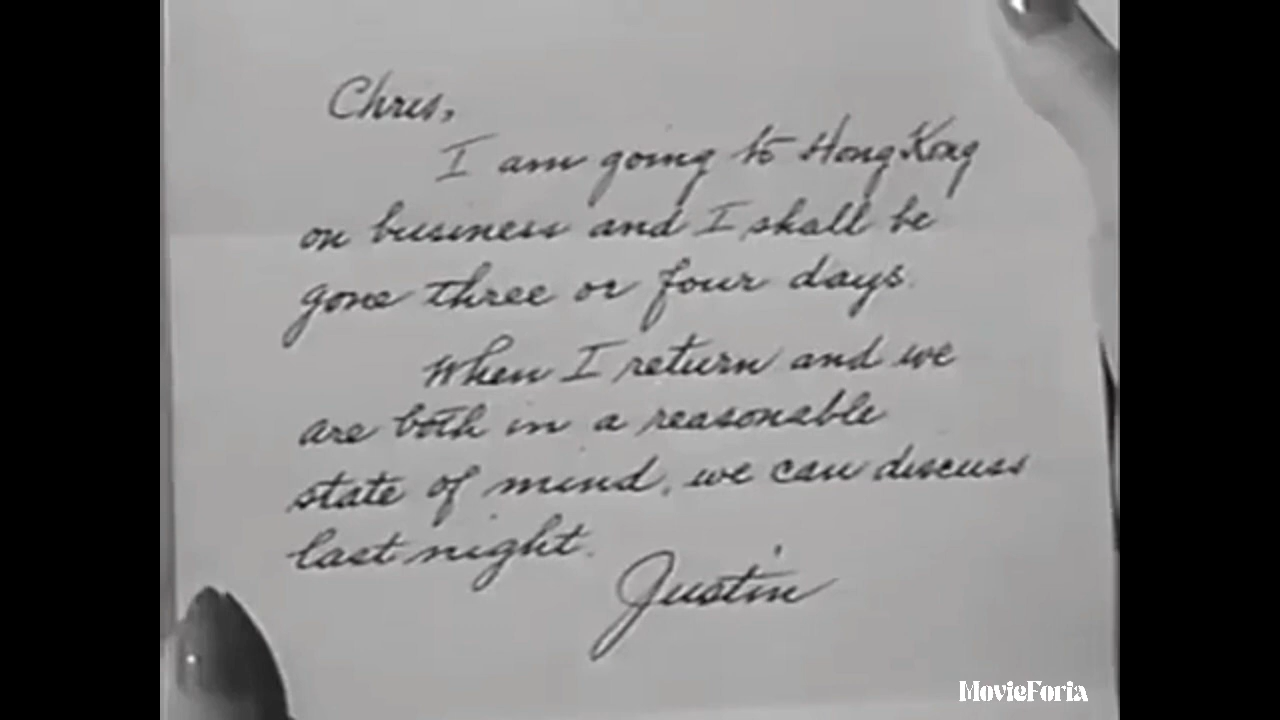 Chris,
I am going to Hong Kong
on business and I shall be
gone three or four days.
When I return and we
are both in a reasonable
state of mind, we can discuss
last night.
Justin
MovieForia